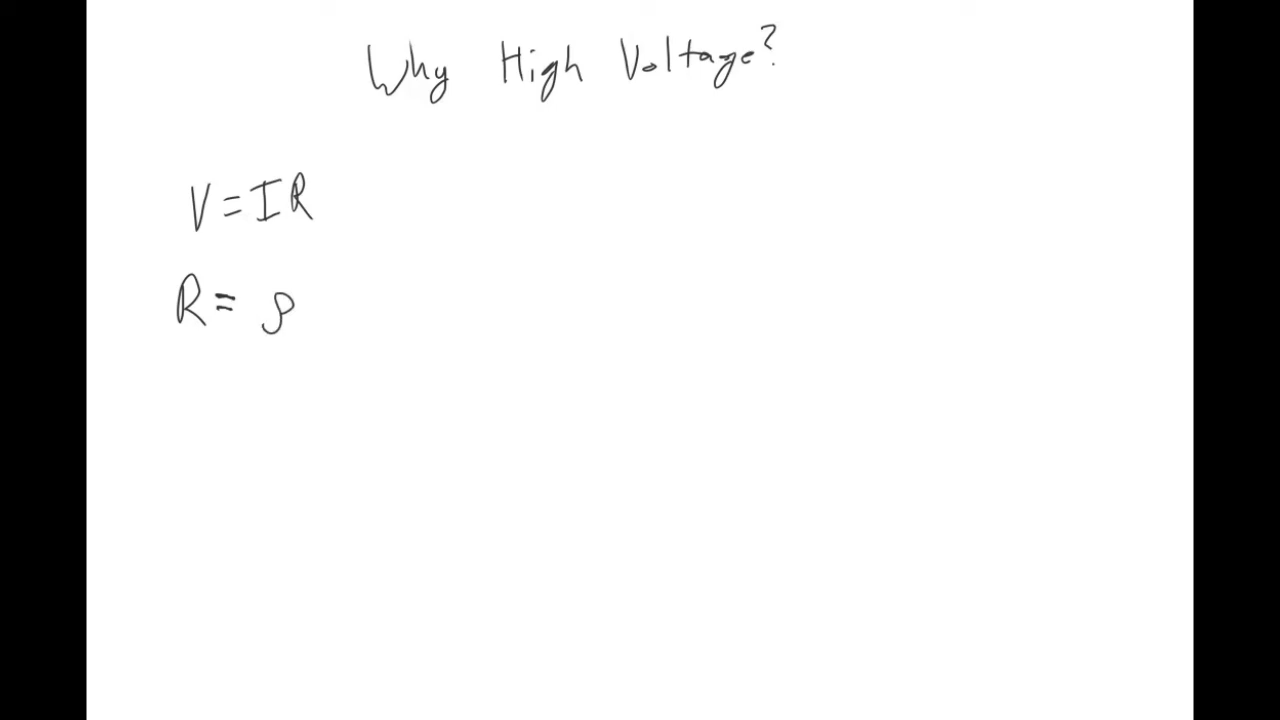 Why High Voltage?
V = IR
R = ρ